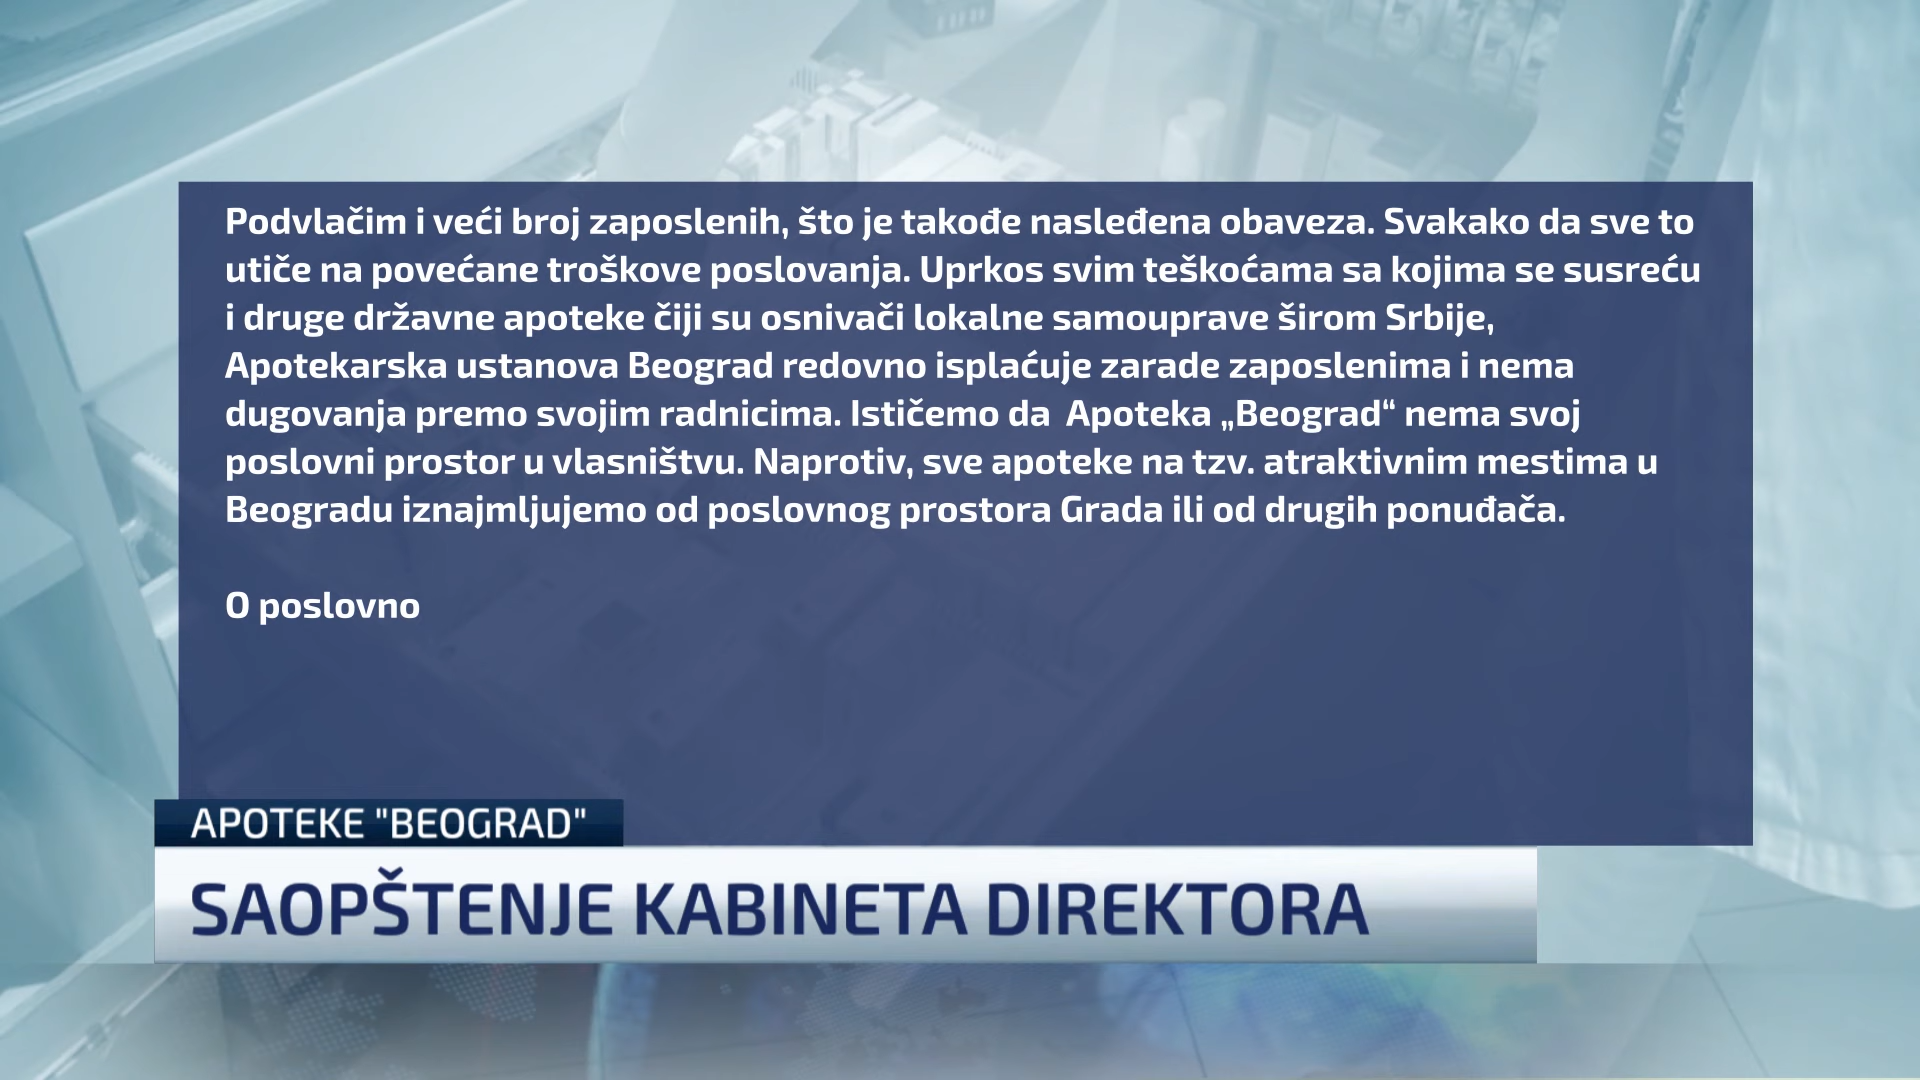 Podvlačim i veći broj zaposlenih, što je takođe nasleđena obaveza. Svakako da sve to
utiče na povećane troškove poslovanja. Uprkos svim teškoćama sa kojima se susreću
i druge državne apoteke čiji su osnivači lokalne samouprave širom Srbije,
Apotekarska ustanova Beograd redovno isplaćuje zarade zaposlenima i nema
dugovanja premo svojim radnicima. Ističemo da  Apoteka „Beograd“ nema svoj
poslovni prostor u vlasništvu. Naprotiv, sve apoteke na tzv. atraktivnim mestima u
Beogradu iznajmljujemo od poslovnog prostora Grada ili od drugih ponuđača.
O poslovno
APOTEKE "BEOGRAD"
SAOPŠTENJE KABINETA DIREKTORA